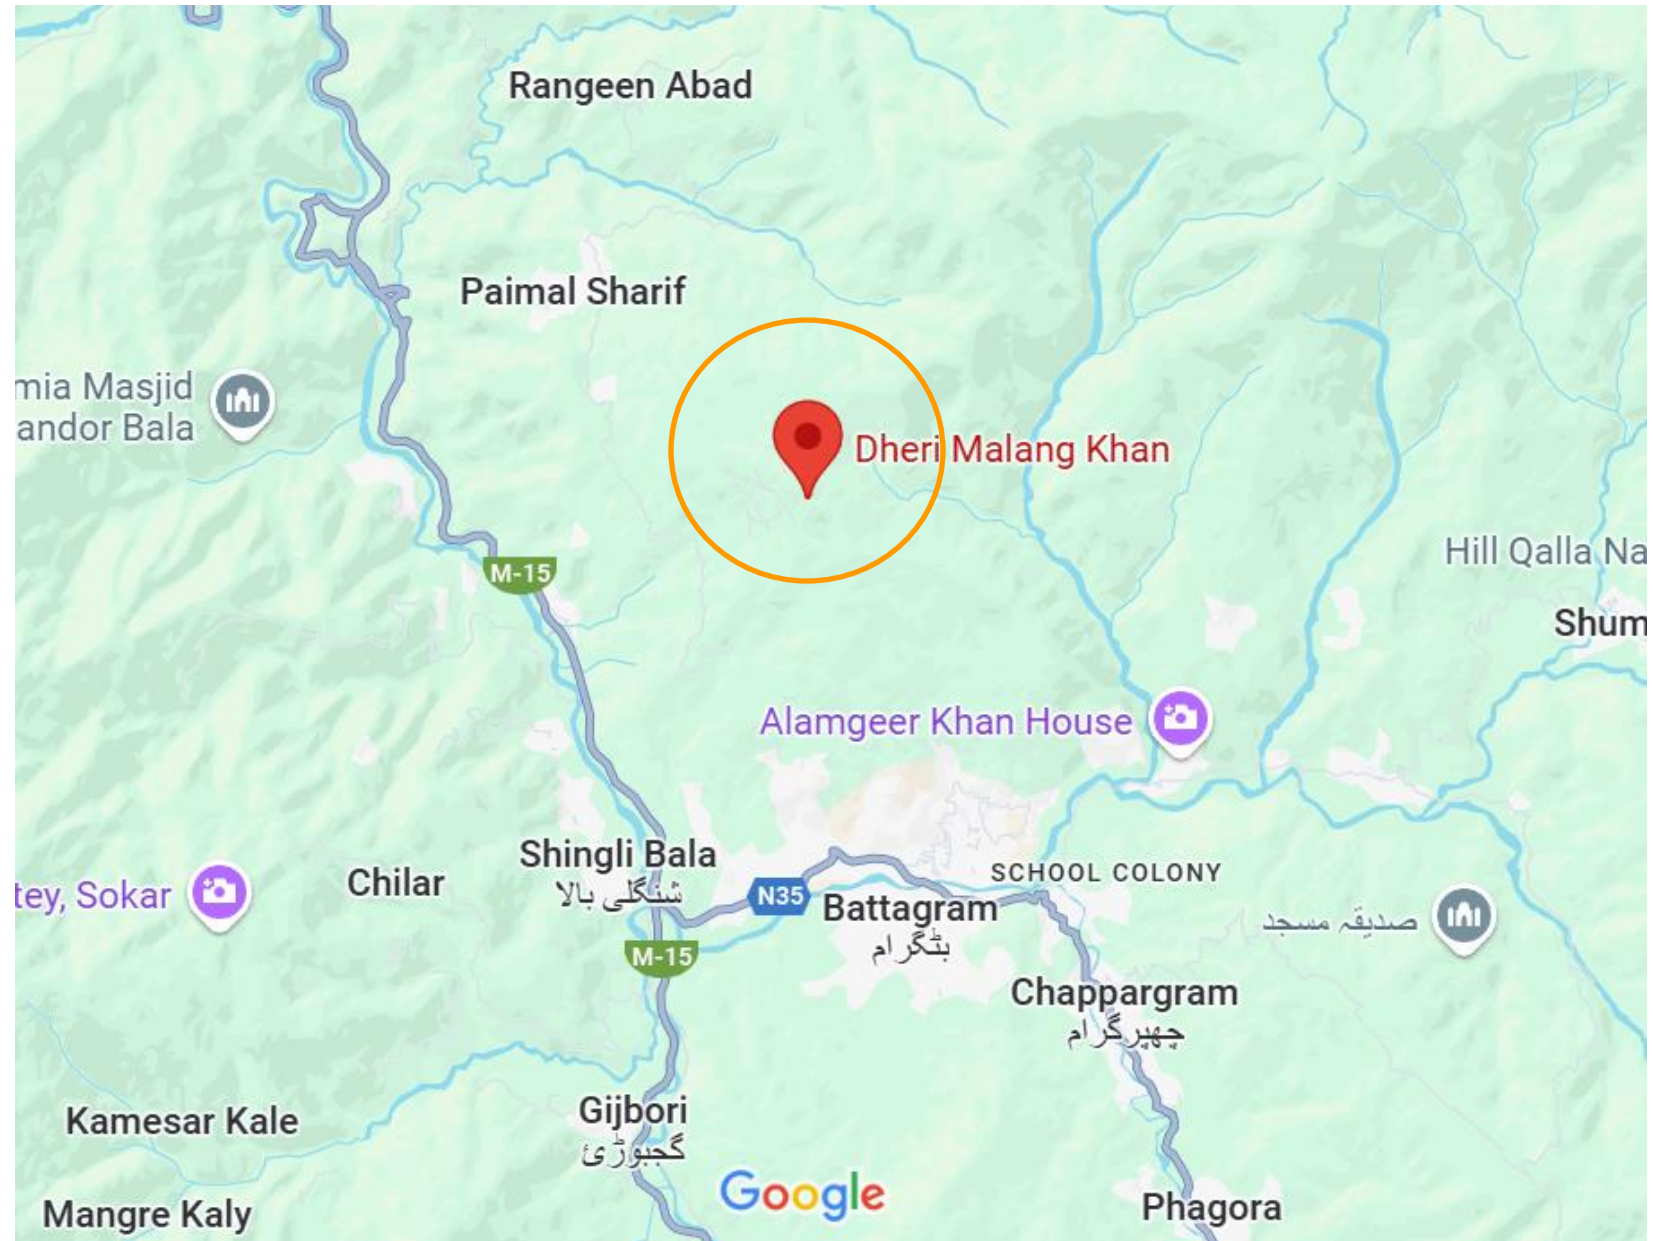 Rangeen Abad
Paimal Sharif
mia Masjid
andor Bala
Dheri Malang Khan
Hill Qalla Na
M-15
Shum
Alamgeer Khan House
Shingli Bala
شنگلی بالا
Chilar
SCHOOL COLONY
tey, Sokar
N35
Battagram
بٹگرام
صدیقہ مسجد
M-15
Chappargram
چھپرگرام
Kamesar Kale
Gijbori
گجبوڑئ
Google
Mangre Kaly
Phagora